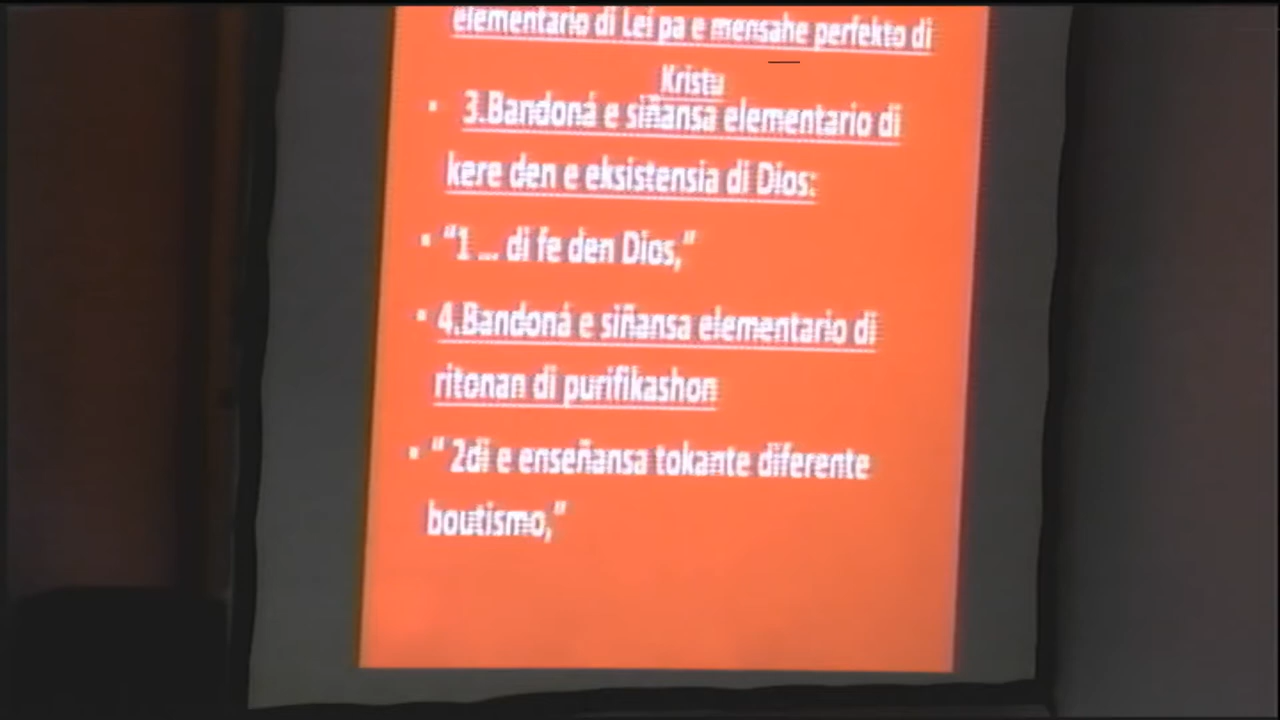 elementario di Lei pa e mensahe perfekto di
Kristu
▪ 3.Bandoná e siñansa elementario di
kere den e eksistensia di Dios:
▪ “1 ... di fe den Dios,”
▪ 4.Bandoná e siñansa elementario di
ritonan di purifikashon
▪ “ 2di e enseñansa tokante diferente
boutismo,”